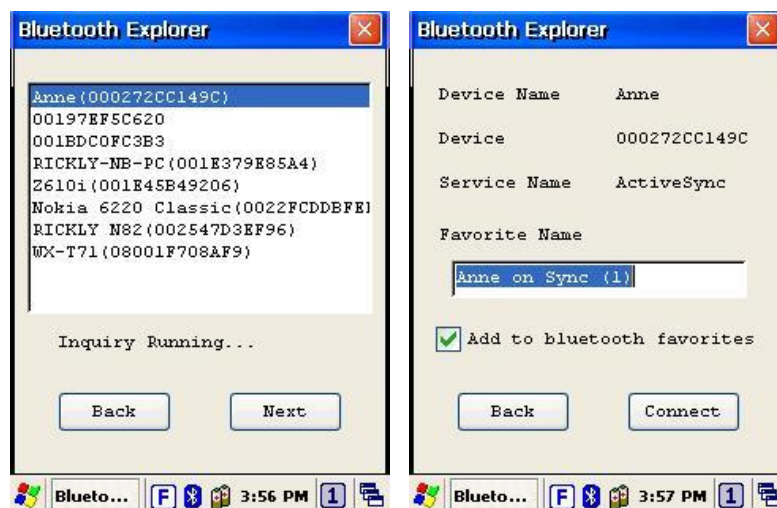 Bluetooth Explorer
Anne(000272CC149C)
00197EF5C620
001BDC0FC3B3
RICKLY-NB-PC(001E379E85A4)
Z610i(001E45B49206)
Nokia 6220 Classic(0022FCDDBFE
RICKLY N82(002547D3EF96)
WX-T71(08001F708AF9)
Inquiry Running...
Back
Next
Blueto...
F
3:56 PM
1
Bluetooth Explorer
Device Name Anne
Device 000272CC149C
Service Name ActiveSync
Favorite Name
Anne on Sync (1)
Add to bluetooth favorites
Back
Connect
Blueto...
F
3:57 PM
1